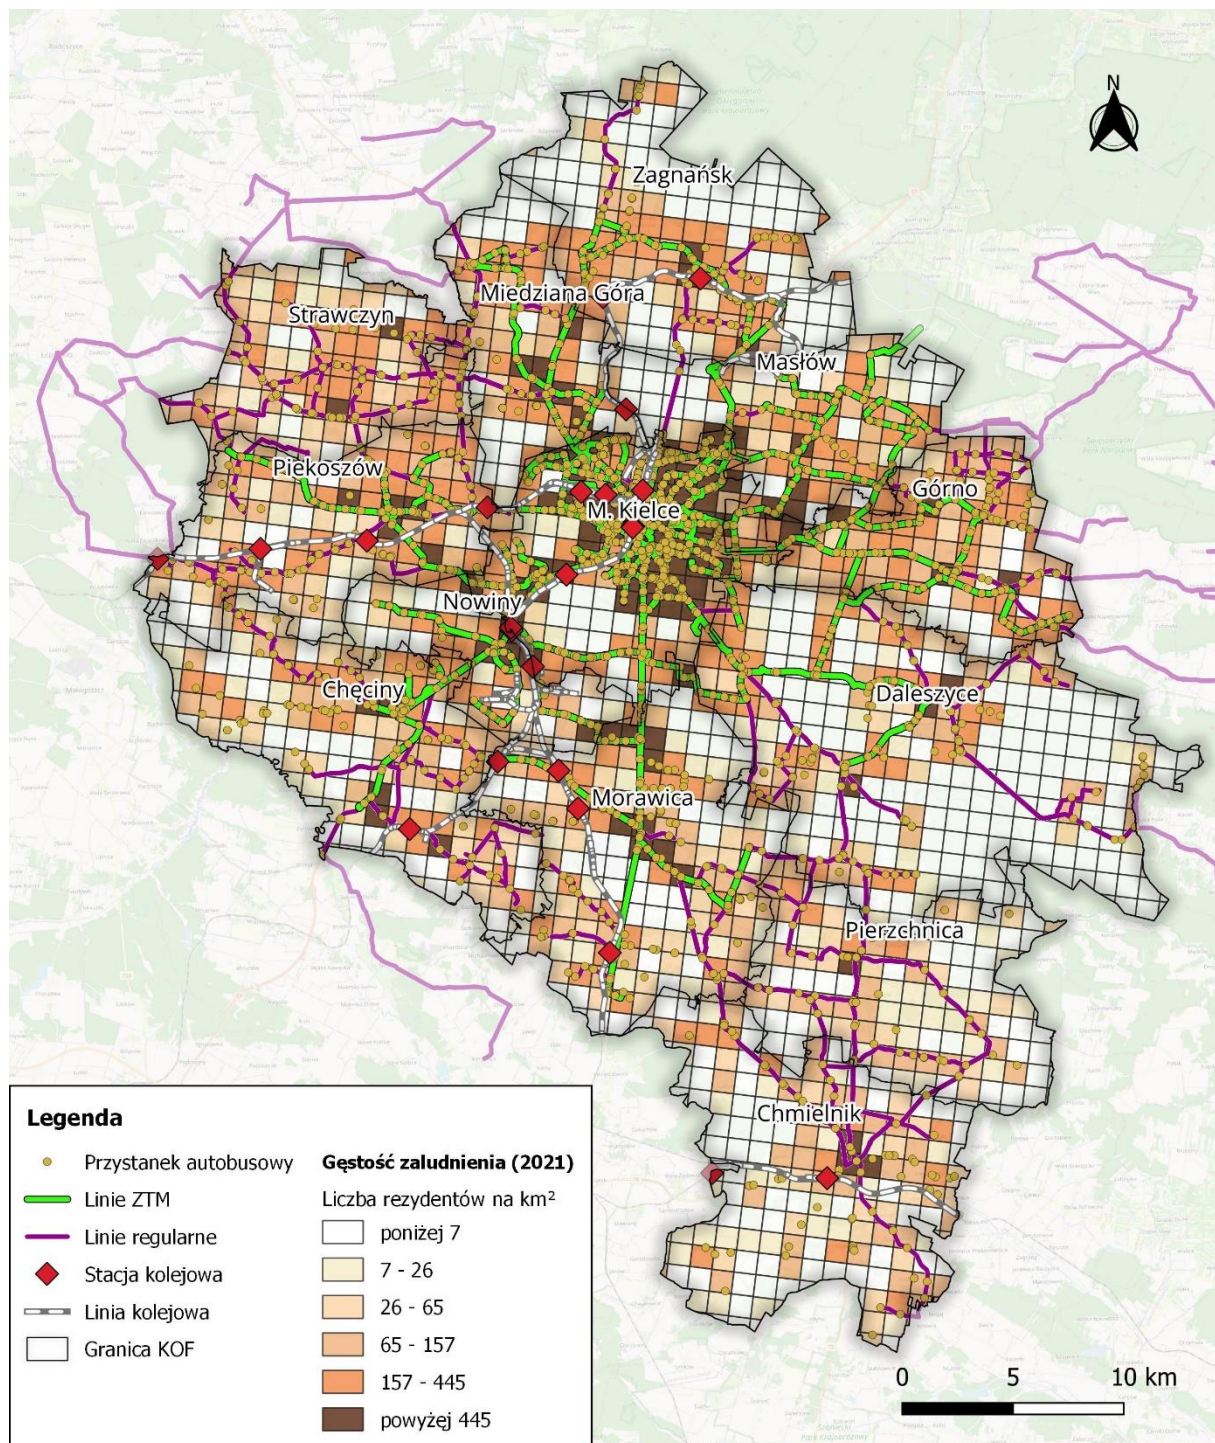 N
Zagnańsk
Miedziana Góra
Strawczyn
Masłów
Piekoszów
Górno
M. Kielce
Nowiny
Chęciny
Daleszyce
Morawica
Pierzchnica
Chmielnik
Legenda
Przystanek autobusowy
Linie ZTM
Linie regularne
Stacja kolejowa
Linia kolejowa
Granica KOF
Gęstość zaludnienia (2021)
Liczba rezydentów na km²
poniżej 7
7 - 26
26 - 65
65 - 157
157 - 445
powyżej 445
0 5 10 km